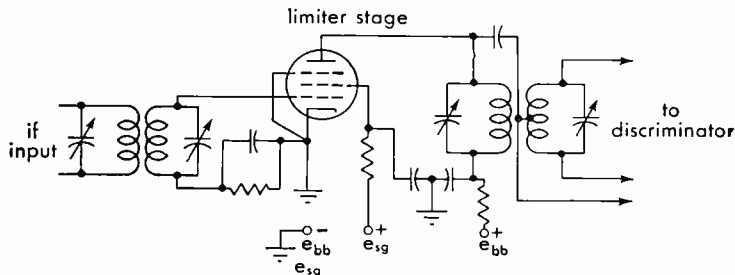 limiter stage
if
input
to
discriminator
−
e_bb
e_sg
+
e_sg
+
e_bb